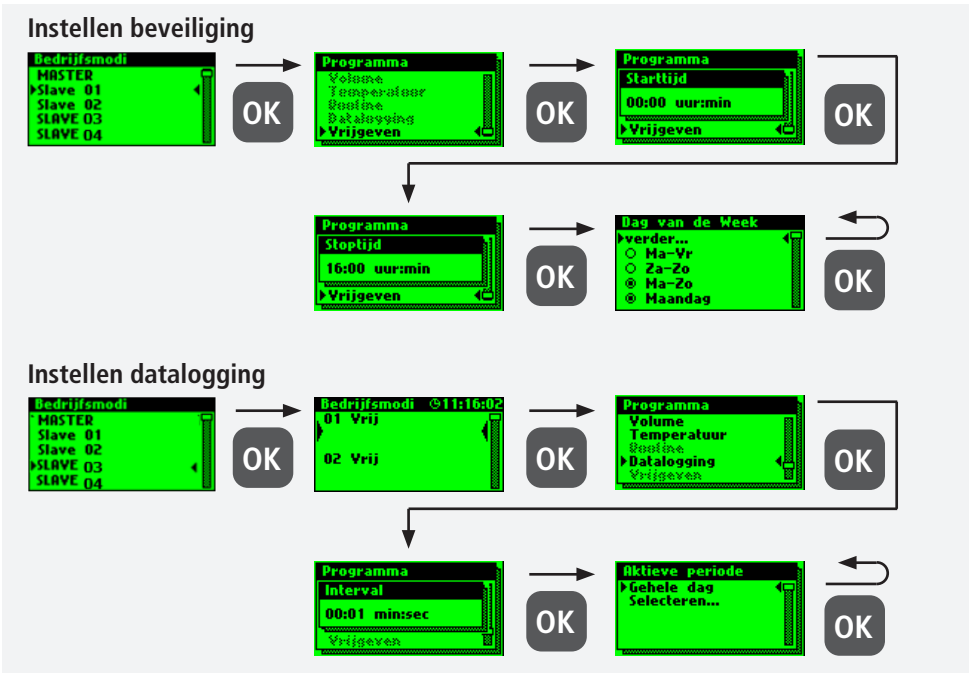 Instellen beveiliging
Bedrijfsmodi
MASTER
Slave 01
Slave 02
SLAVE 03
SLAVE 04
OK
Programma
Volume
Temperatuur
Routine
Datalogging
Vrijgeven
OK
Programma
Starttijd
00:00 uur:min
Vrijgeven
OK
Programma
Stoptijd
16:00 uur:min
Vrijgeven
OK
Dag van de Week
verder...
Ma-Vr
Za-Zo
Ma-Zo
Maandag
OK
Instellen datalogging
Bedrijfsmodi
MASTER
Slave 01
Slave 02
SLAVE 03
SLAVE 04
OK
Bedrijfsmodi 11:16:02
01 Vrij
02 Vrij
OK
Programma
Volume
Temperatuur
Routine
Datalogging
Vrijgeven
OK
Programma
Interval
00:01 min:sec
Vrijgeven
OK
Aktieve periode
Gehele dag
Selecteren...
OK